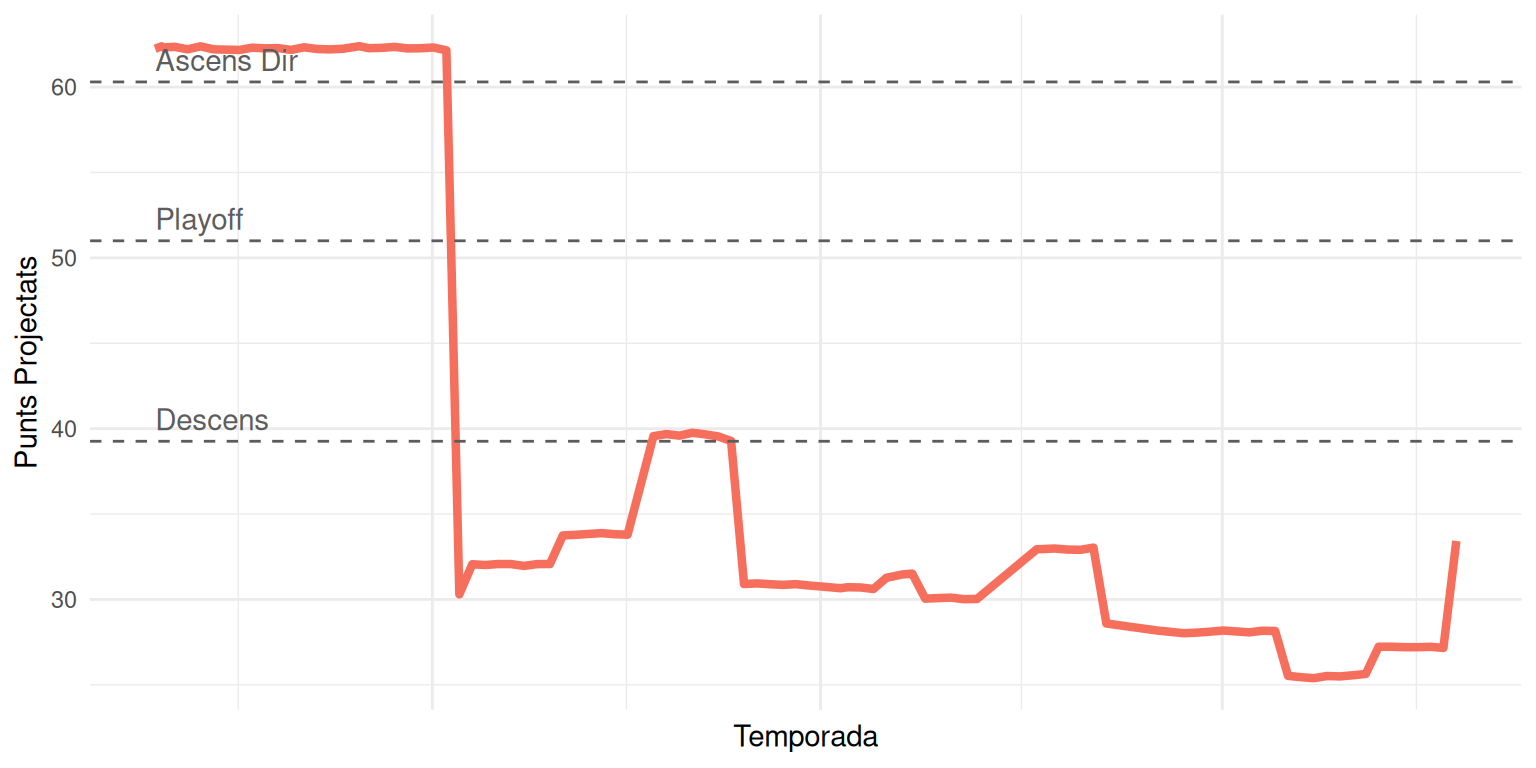 Ascens Dir
60
Playoff
50
Descens
40
30
Punts Projectats
Temporada